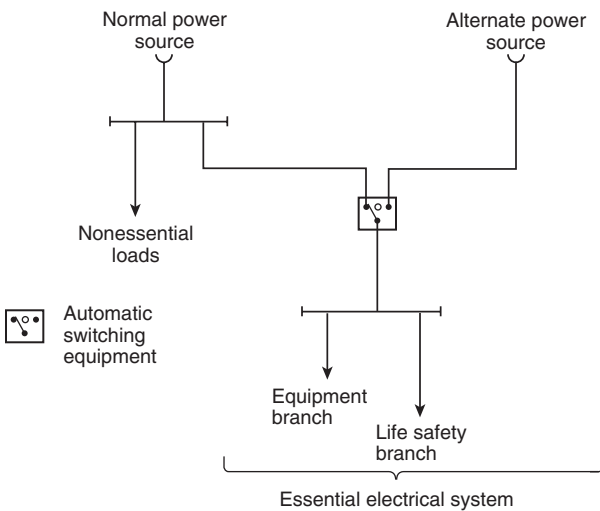 Normal power
source
Alternate power
source
Nonessential
loads
Automatic
switching
equipment
Equipment
branch
Life safety
branch
Essential electrical system